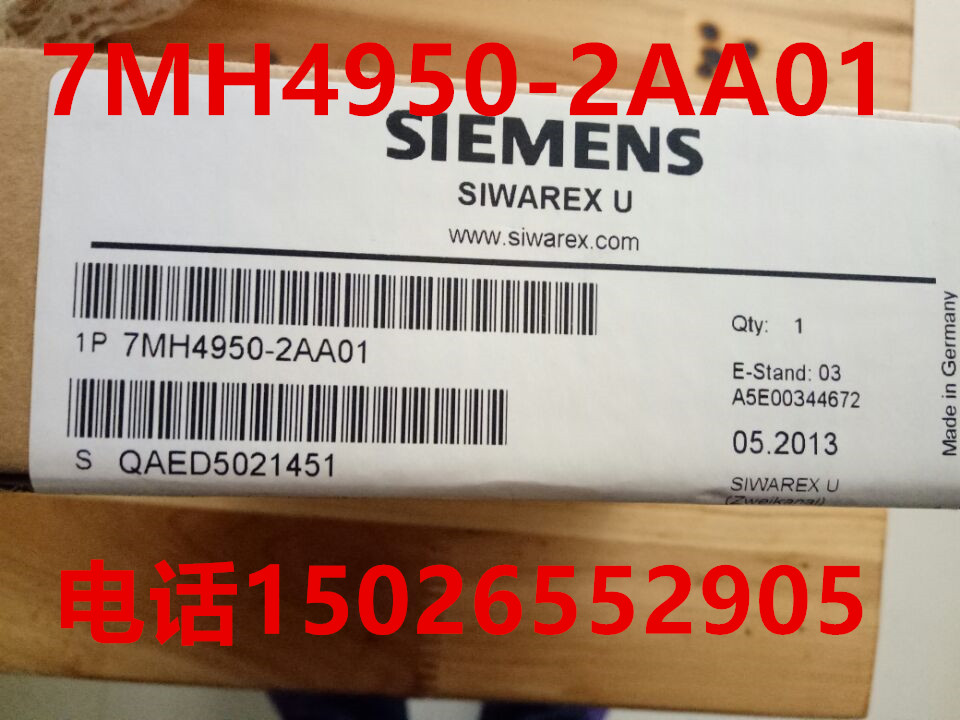 7MH4950-2AA01
SIEMENS
SIWAREX U
www.siwarex.com
1P 7MH4950-2AA01
Qty: 1
E-Stand: 03
A5E00344672
S QAED5021451
05.2013
SIWAREX U
(Zweikanal)
Made in Germany
电话15026552905